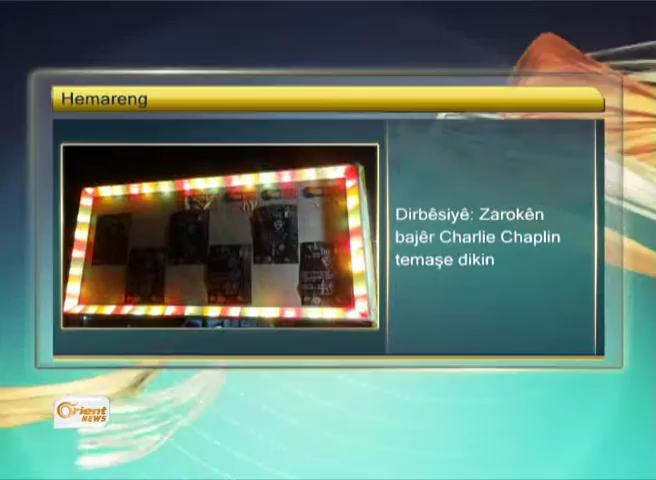 Hemareng
Dirbêsiyê: Zarokên
bajêr Charlie Chaplin
temaşe dikin
Orient
NEWS